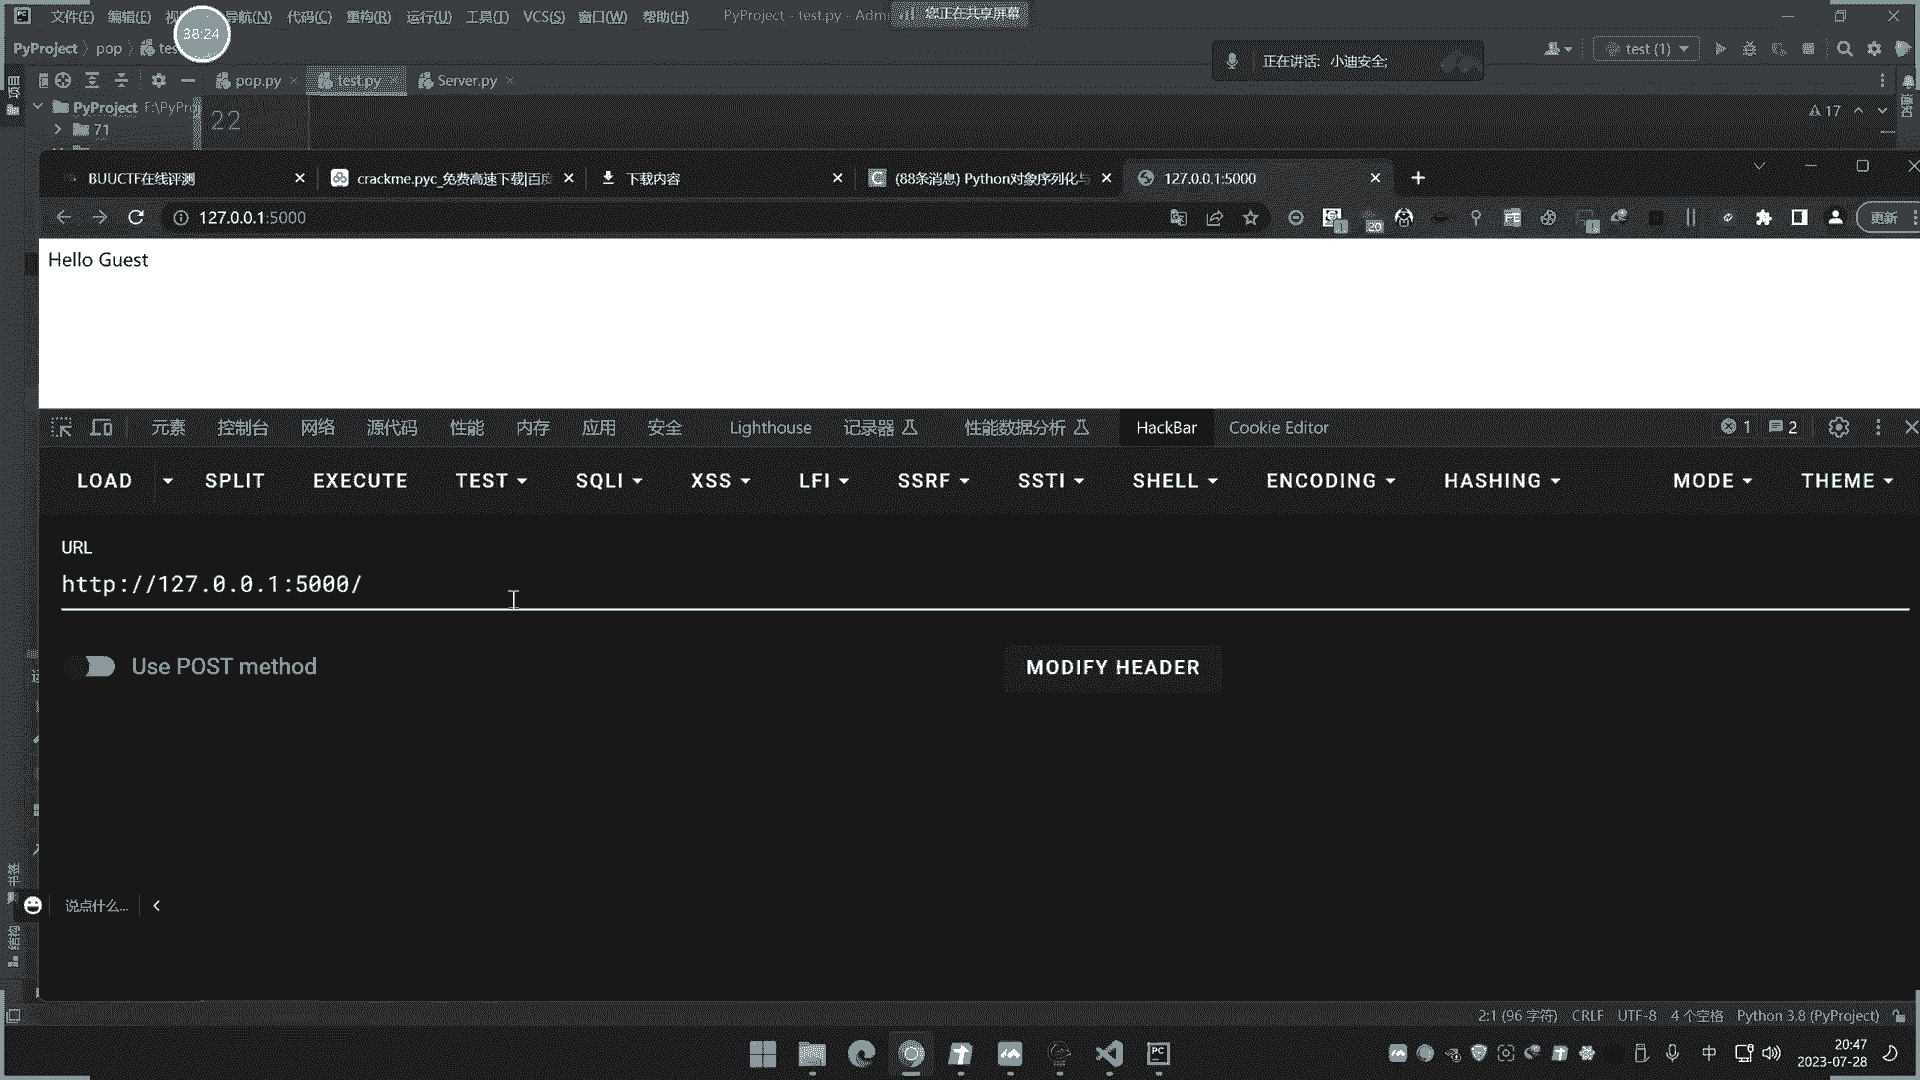 文件(F) 编辑(E) 导航(N) 代码(C) 重构(R) 运行(U) 工具(T) VCS(S) 窗口(W) 帮助(H) PyProject - test.py - Adm 您正在共享屏幕
38:24
PyProject pop tes test (1)
正在讲话: 小迪安全;
pop.py test.py Server.py
PyProject F:\PyPro 22 17
71
BUUCTF在线评测 crackme.pyc_免费高速下载|百度 下载内容 (88条消息) Python对象序列化与 127.0.0.1:5000
127.0.0.1:5000 更新
Hello Guest
元素 控制台 网络 源代码 性能 内存 应用 安全 Lighthouse 记录器 性能数据分析 HackBar Cookie Editor 1 2
LOAD SPLIT EXECUTE TEST SQLI XSS LFI SSRF SSTI SHELL ENCODING HASHING MODE THEME
URL
http://127.0.0.1:5000/
Use POST method MODIFY HEADER
说点什么...
结构
2:1 (96 字符) CRLF UTF-8 4 个空格 Python 3.8 (PyProject)
中 20:47
2023-07-28